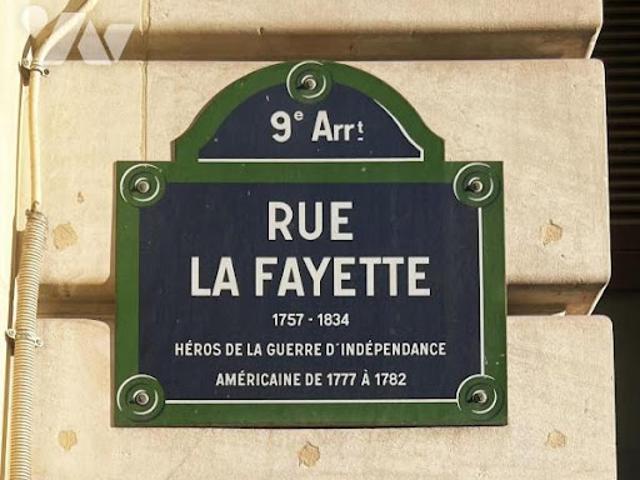 9e Arrt
RUE
LA FAYETTE
1757 - 1834
HÉROS DE LA GUERRE D'INDÉPENDANCE
AMÉRICAINE DE 1777 À 1782